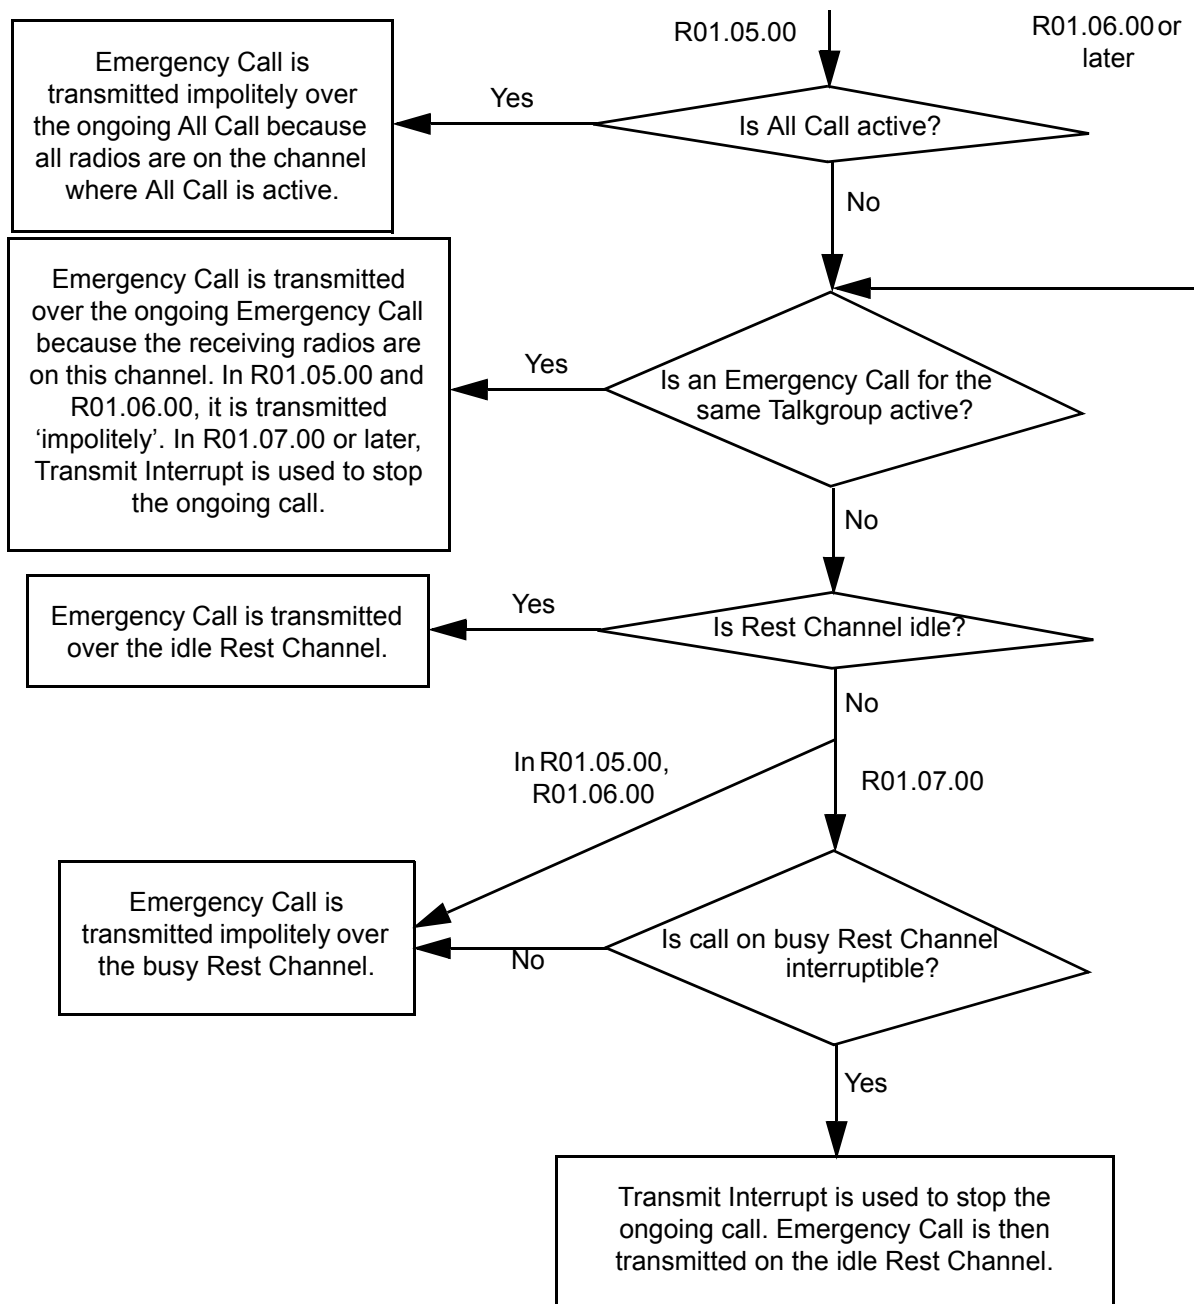 R01.05.00
R01.06.00 or
later
Emergency Call is
transmitted impolitely over
the ongoing All Call because
all radios are on the channel
where All Call is active.
Yes
Is All Call active?
No
Emergency Call is transmitted
over the ongoing Emergency Call
because the receiving radios are
on this channel. In R01.05.00 and
R01.06.00, it is transmitted
‘impolitely’. In R01.07.00 or later,
Transmit Interrupt is used to stop
the ongoing call.
Yes
Is an Emergency Call for the
same Talkgroup active?
No
Emergency Call is transmitted
over the idle Rest Channel.
Yes
Is Rest Channel idle?
No
In R01.05.00,
R01.06.00
R01.07.00
Emergency Call is
transmitted impolitely over
the busy Rest Channel.
No
Is call on busy Rest Channel
interruptible?
Yes
Transmit Interrupt is used to stop the
ongoing call. Emergency Call is then
transmitted on the idle Rest Channel.